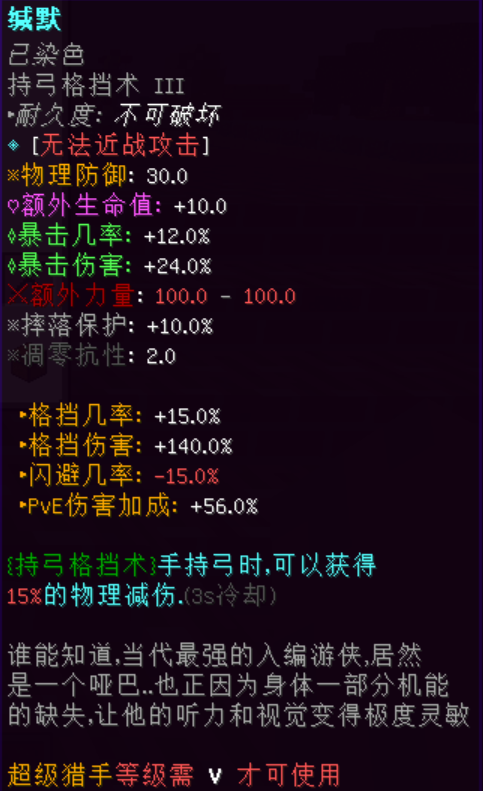 缄默
已染色
持弓格挡术 III
▸耐久度: 不可破坏
◈ [无法近战攻击]
※物理防御: 30.0
♡额外生命值: +10.0
◊暴击几率: +12.0%
◊暴击伤害: +24.0%
⚔额外力量: 100.0 - 100.0
※摔落保护: +10.0%
※凋零抗性: 2.0
▸格挡几率: +15.0%
▸格挡伤害: +140.0%
▸闪避几率: -15.0%
▸PvE伤害加成: +56.0%
{持弓格挡术}手持弓时,可以获得
15%的物理减伤.(3s冷却)
谁能知道,当代最强的入编游侠,居然
是一个哑巴..也正因为身体一部分机能
的缺失,让他的听力和视觉变得极度灵敏
超级猎手等级需 V 才可使用